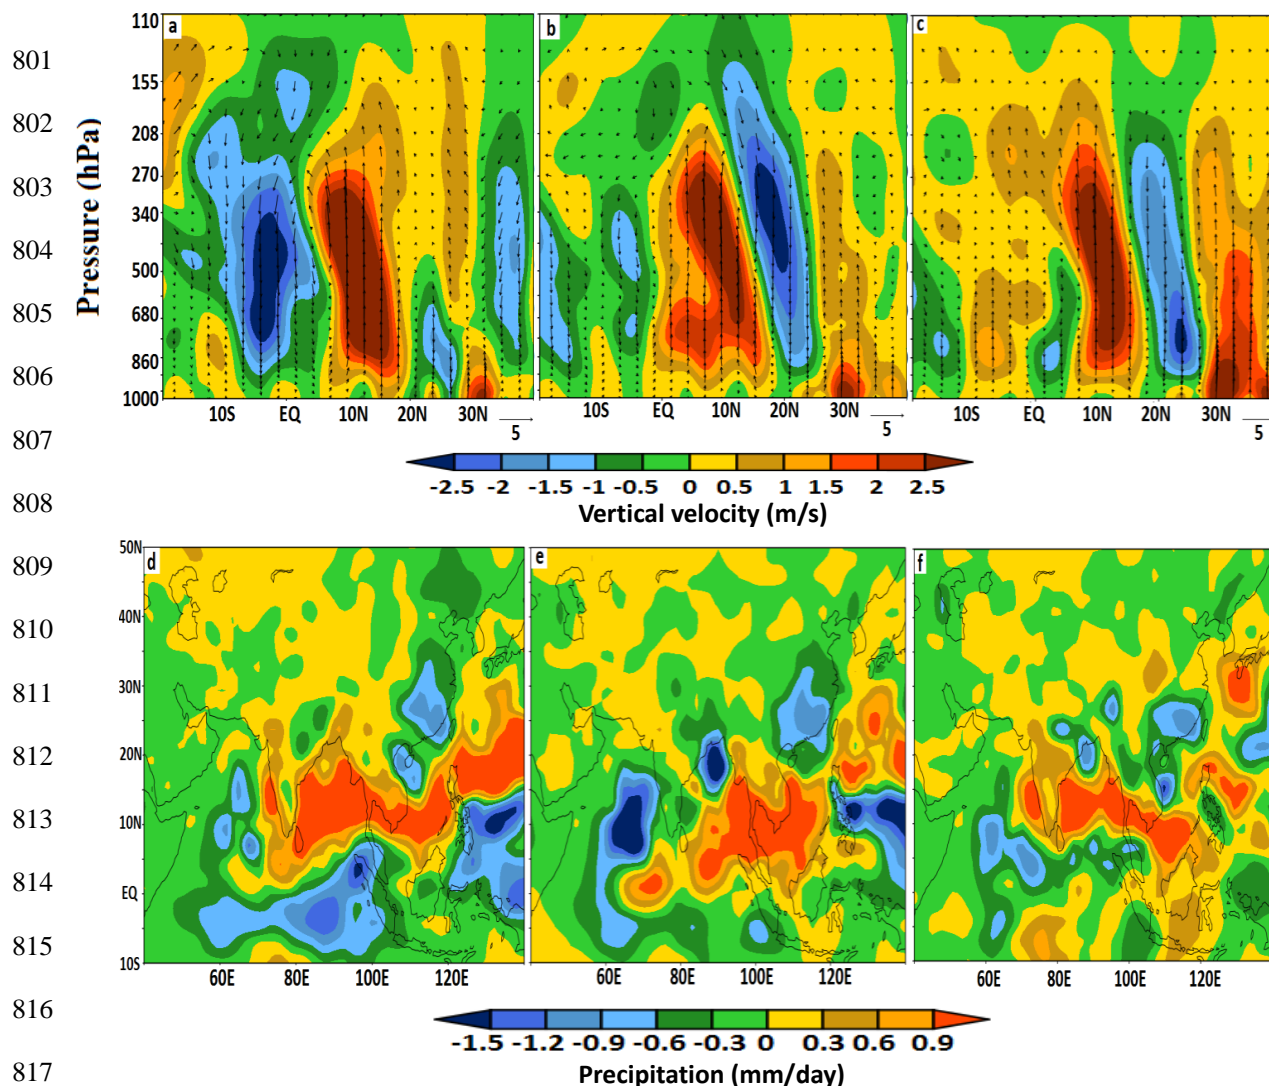 801
802
803
804
805
806
807
808
809
810
811
812
813
814
815
816
817
Pressure (hPa)
110
155
208
270
340
500
680
860
1000
a
b
c
10S EQ 10N 20N 30N 5
10S EQ 10N 20N 30N 5
10S EQ 10N 20N 30N 5
-2.5 -2 -1.5 -1 -0.5 0 0.5 1 1.5 2 2.5
Vertical velocity (m/s)
50N
40N
30N
20N
10N
EQ
10S
d
e
f
60E 80E 100E 120E
60E 80E 100E 120E
60E 80E 100E 120E
-1.5 -1.2 -0.9 -0.6 -0.3 0 0.3 0.6 0.9
Precipitation (mm/day)